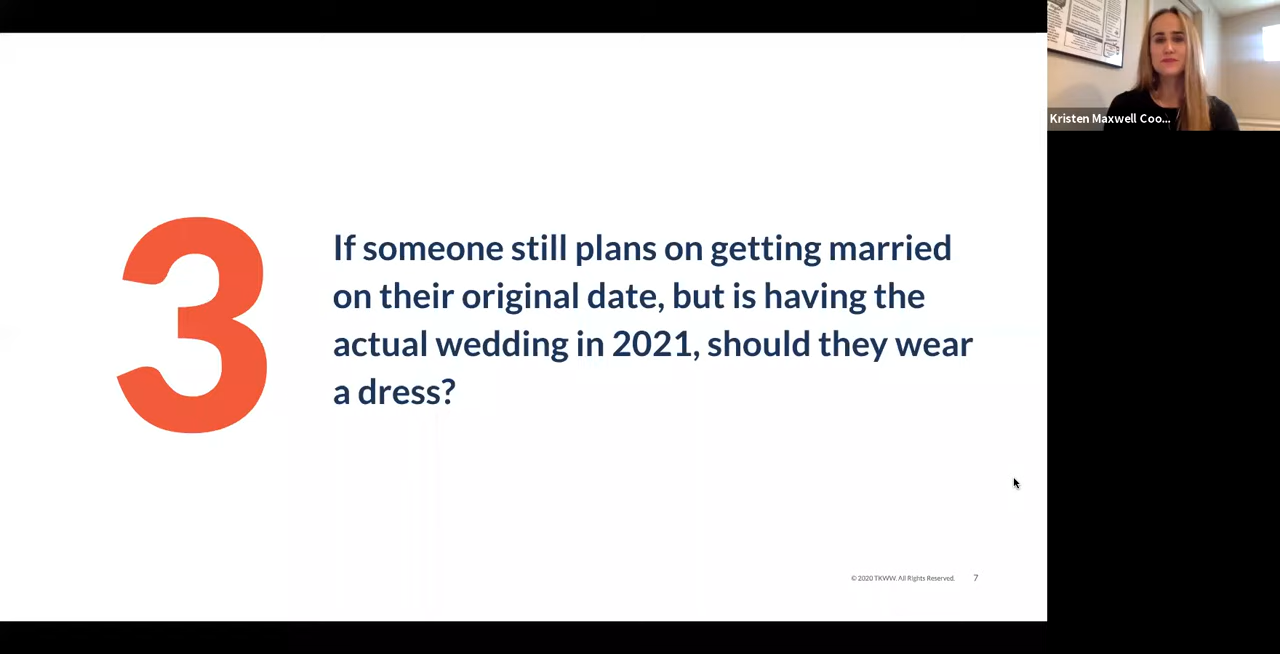 Kristen Maxwell Coo...
3
If someone still plans on getting married
on their original date, but is having the
actual wedding in 2021, should they wear
a dress?
© 2020 TKWW. All Rights Reserved. 7